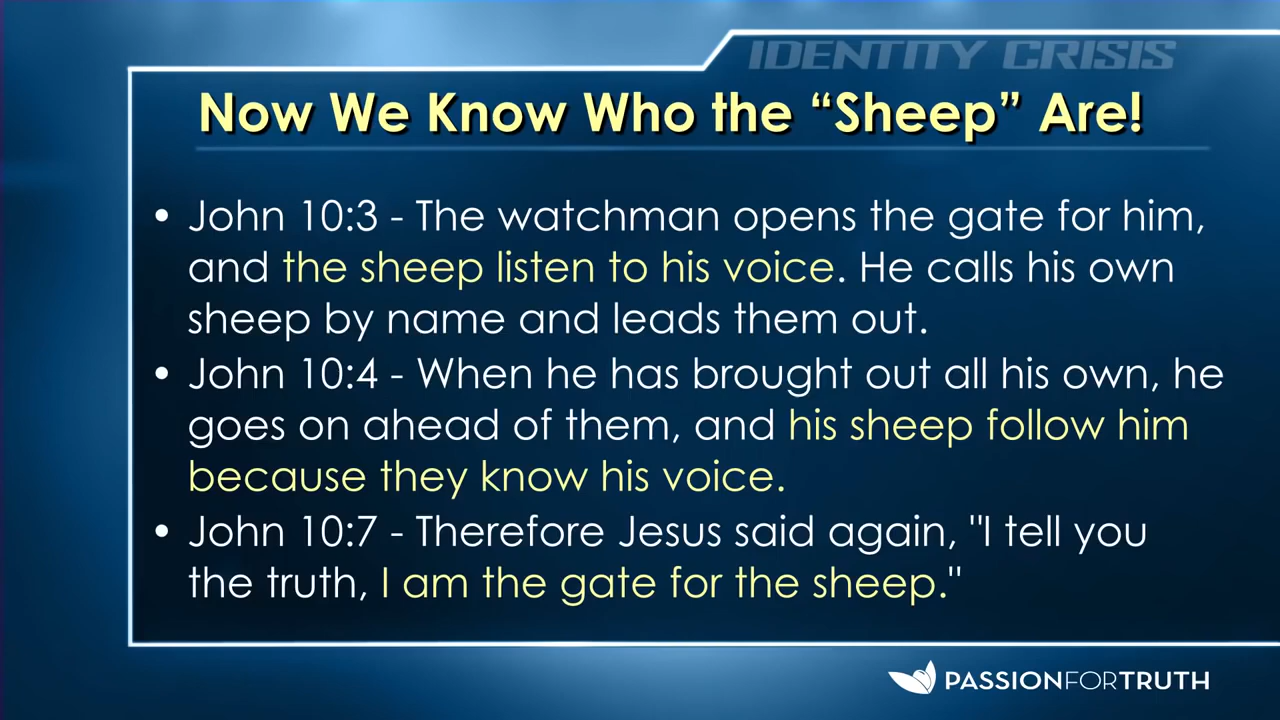 IDENTITY CRISIS
Now We Know Who the “Sheep” Are!
• John 10:3 - The watchman opens the gate for him,
and the sheep listen to his voice. He calls his own
sheep by name and leads them out.
• John 10:4 - When he has brought out all his own, he
goes on ahead of them, and his sheep follow him
because they know his voice.
• John 10:7 - Therefore Jesus said again, "I tell you
the truth, I am the gate for the sheep."
PASSIONFORTRUTH